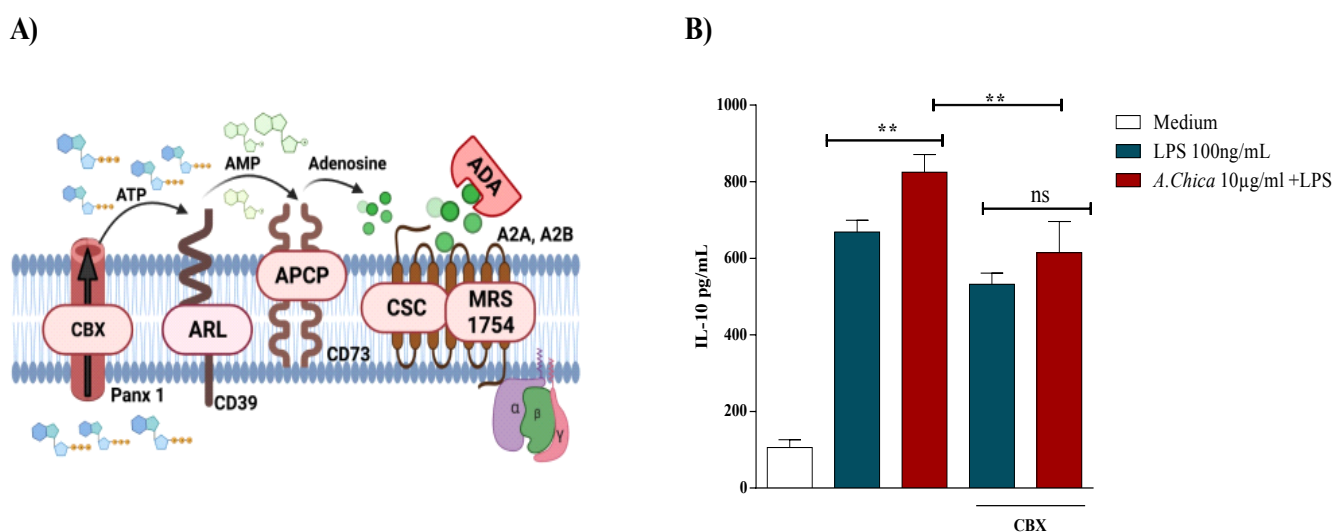 A)
ATP
AMP
Adenosine
ADA
A2A, A2B
CBX
ARL
APCP
CSC
MRS
1754
Panx 1
CD39
CD73
α
β
γ
B)
IL-10 pg/mL
1000
800
600
400
200
0
**
**
ns
CBX
Medium
LPS 100ng/mL
A.Chica 10µg/ml +LPS